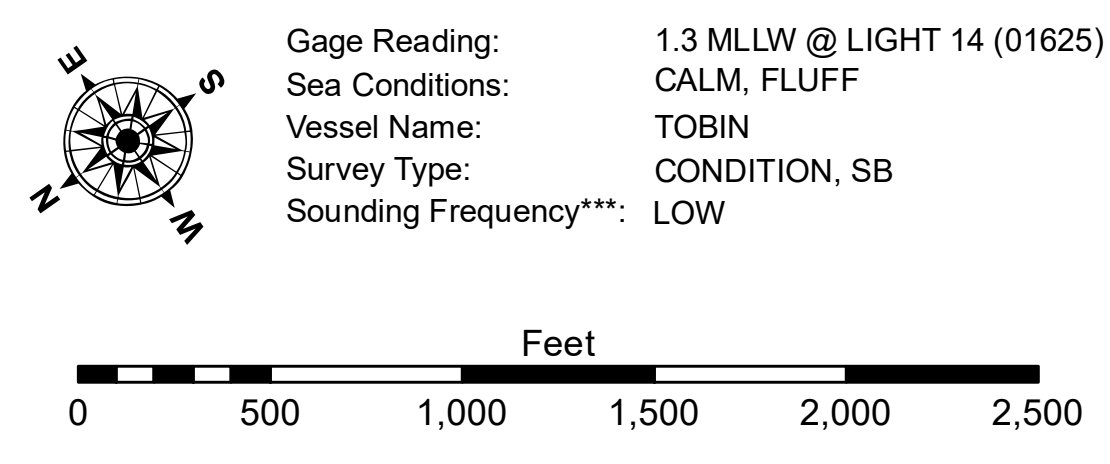 E
S
N
W
Gage Reading: 1.3 MLLW @ LIGHT 14 (01625)
Sea Conditions: CALM, FLUFF
Vessel Name: TOBIN
Survey Type: CONDITION, SB
Sounding Frequency***: LOW
Feet
0 500 1,000 1,500 2,000 2,500